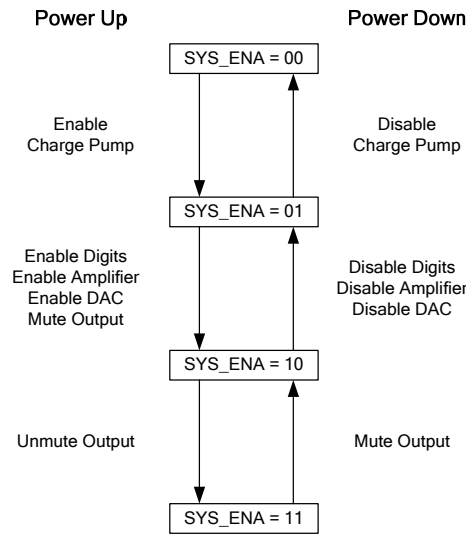 Power Up
Power Down
SYS_ENA = 00
Enable
Charge Pump
Disable
Charge Pump
SYS_ENA = 01
Enable Digits
Enable Amplifier
Enable DAC
Mute Output
Disable Digits
Disable Amplifier
Disable DAC
SYS_ENA = 10
Unmute Output
Mute Output
SYS_ENA = 11